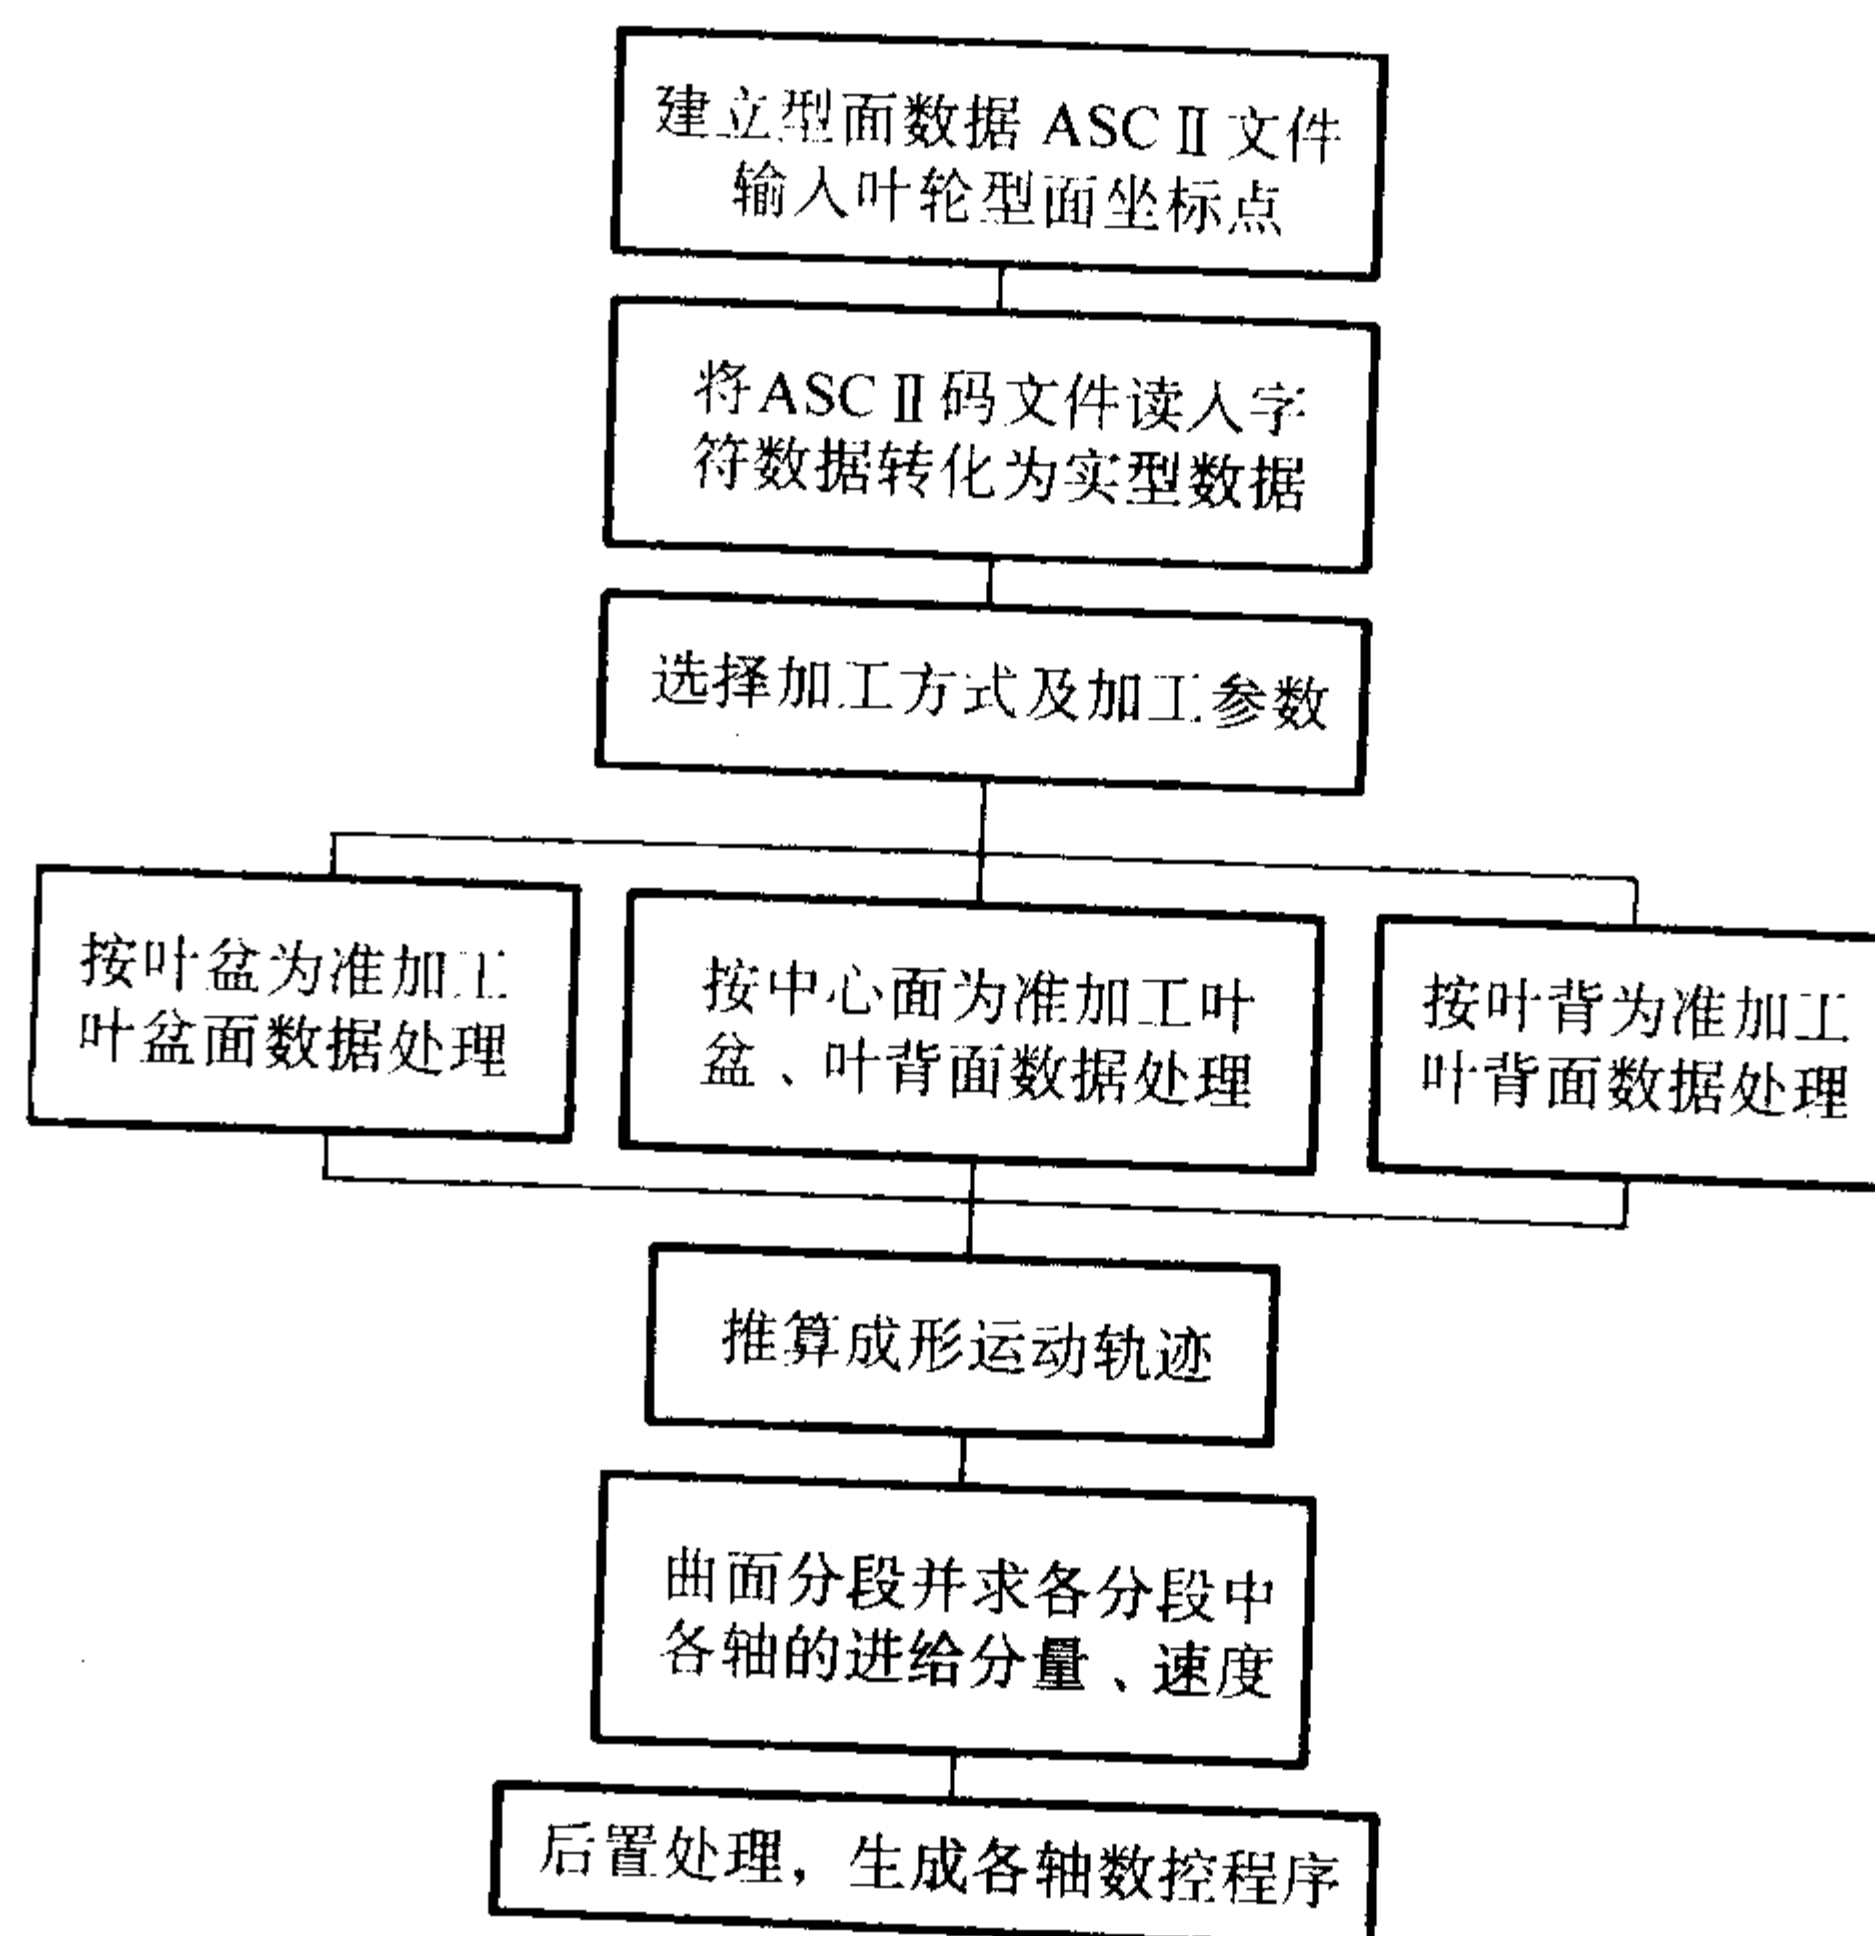 建立型面数据 ASCⅡ文件
输入叶轮型面坐标点
将ASCⅡ码文件读入字
符数据转化为实型数据
选择加工方式及加工参数
按叶盆为准加工
叶盆面数据处理
按中心面为准加工叶
盆、叶背面数据处理
按叶背为准加工
叶背面数据处理
推算成形运动轨迹
曲面分段并求各分段中
各轴的进给分量、速度
后置处理，生成各轴数控程序